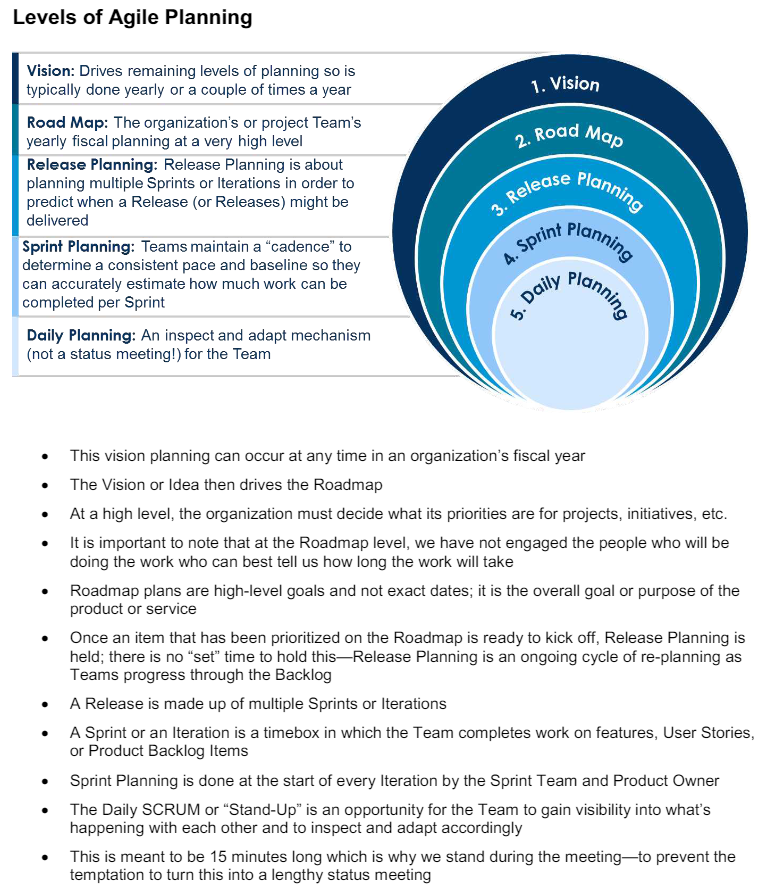 Levels of Agile Planning
Vision: Drives remaining levels of planning so is
typically done yearly or a couple of times a year
Road Map: The organization's or project Team's
yearly fiscal planning at a very high level
Release Planning: Release Planning is about
planning multiple Sprints or Iterations in order to
predict when a Release (or Releases) might be
delivered
Sprint Planning: Teams maintain a “cadence” to
determine a consistent pace and baseline so they
can accurately estimate how much work can be
completed per Sprint
Daily Planning: An inspect and adapt mechanism
(not a status meeting!) for the Team
1. Vision
2. Road Map
3. Release Planning
4. Sprint Planning
5. Daily Planning
• This vision planning can occur at any time in an organization's fiscal year
• The Vision or Idea then drives the Roadmap
• At a high level, the organization must decide what its priorities are for projects, initiatives, etc.
• It is important to note that at the Roadmap level, we have not engaged the people who will be
doing the work who can best tell us how long the work will take
• Roadmap plans are high-level goals and not exact dates; it is the overall goal or purpose of the
product or service
• Once an item that has been prioritized on the Roadmap is ready to kick off, Release Planning is
held; there is no “set” time to hold this—Release Planning is an ongoing cycle of re-planning as
Teams progress through the Backlog
• A Release is made up of multiple Sprints or Iterations
• A Sprint or an Iteration is a timebox in which the Team completes work on features, User Stories,
or Product Backlog Items
• Sprint Planning is done at the start of every Iteration by the Sprint Team and Product Owner
• The Daily SCRUM or “Stand-Up” is an opportunity for the Team to gain visibility into what's
happening with each other and to inspect and adapt accordingly
• This is meant to be 15 minutes long which is why we stand during the meeting—to prevent the
temptation to turn this into a lengthy status meeting